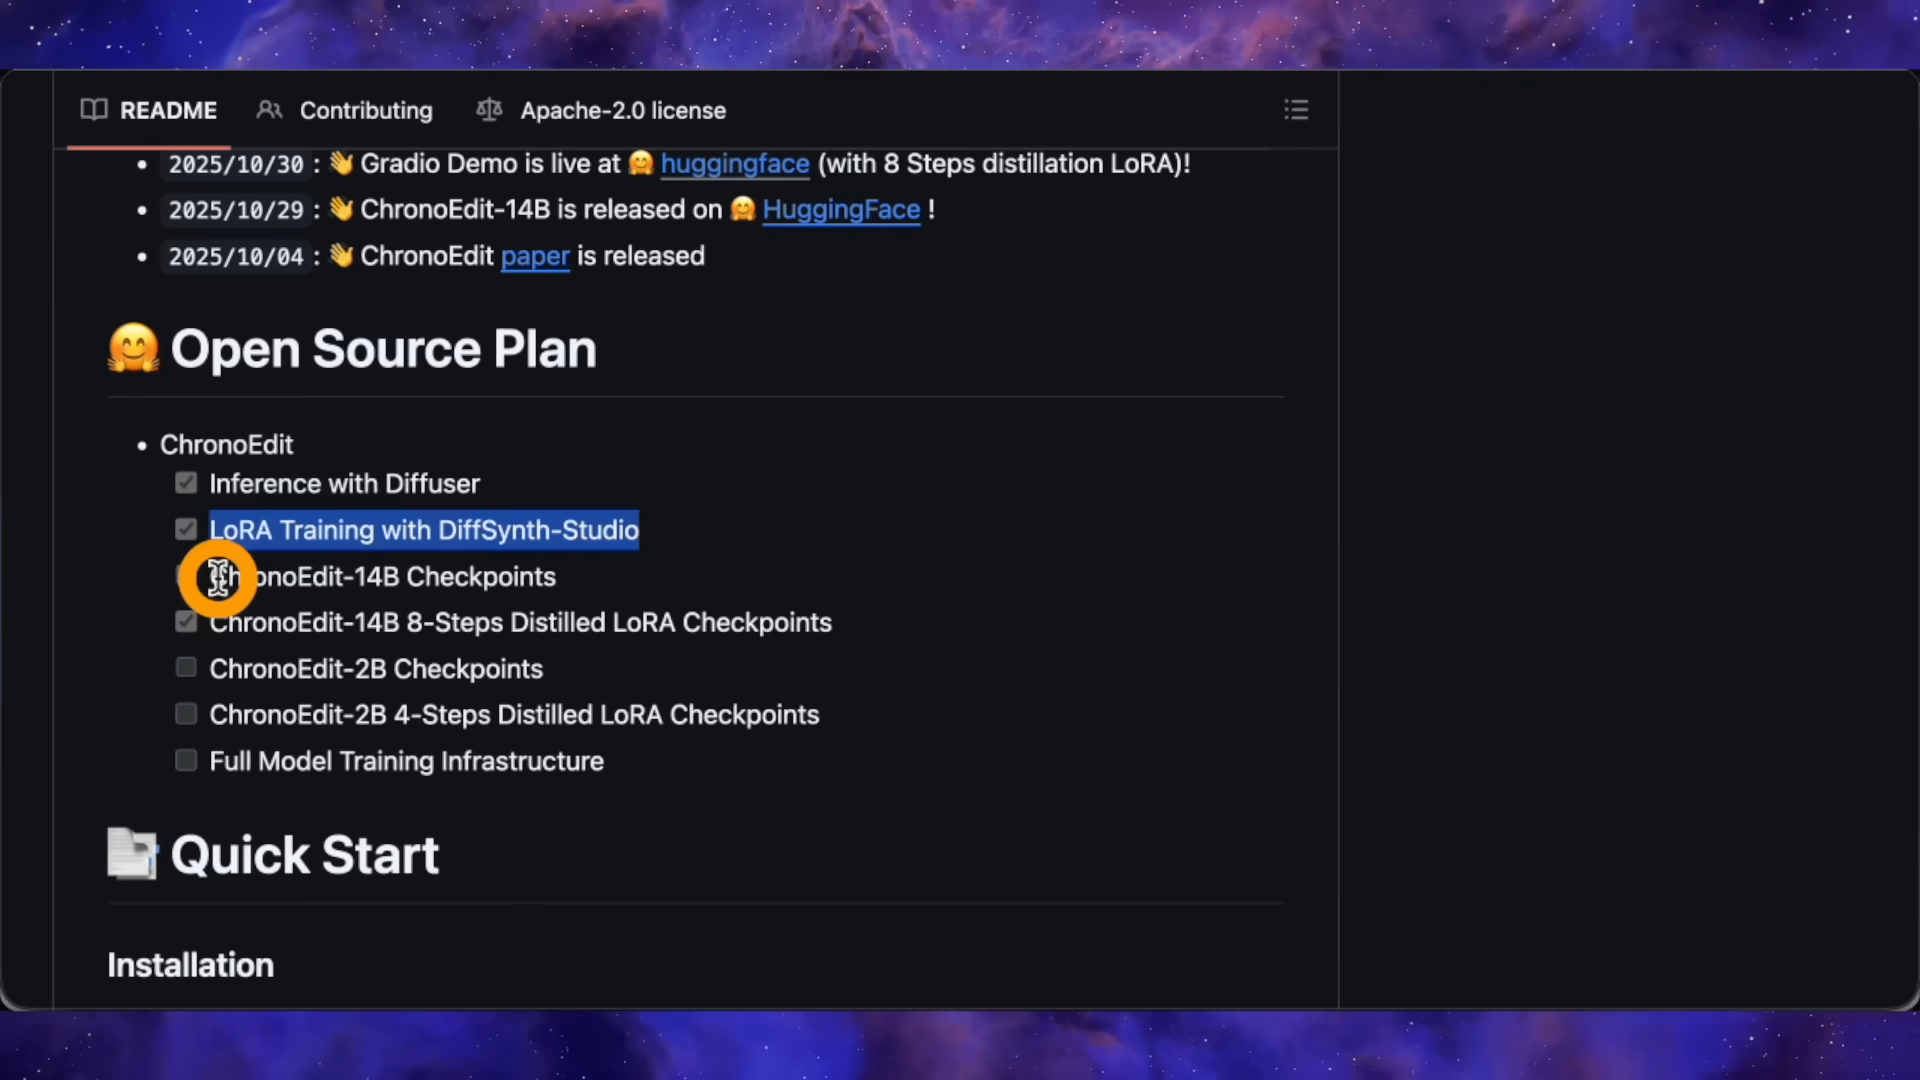 README Contributing Apache-2.0 license
2025/10/30 : 👋 Gradio Demo is live at 🤗 huggingface (with 8 Steps distillation LoRA)!
2025/10/29 : 👋 ChronoEdit-14B is released on 🤗 HuggingFace !
2025/10/04 : 👋 ChronoEdit paper is released
🤗 Open Source Plan
ChronoEdit
Inference with Diffuser
LoRA Training with DiffSynth-Studio
ChronoEdit-14B Checkpoints
ChronoEdit-14B 8-Steps Distilled LoRA Checkpoints
ChronoEdit-2B Checkpoints
ChronoEdit-2B 4-Steps Distilled LoRA Checkpoints
Full Model Training Infrastructure
📑 Quick Start
Installation